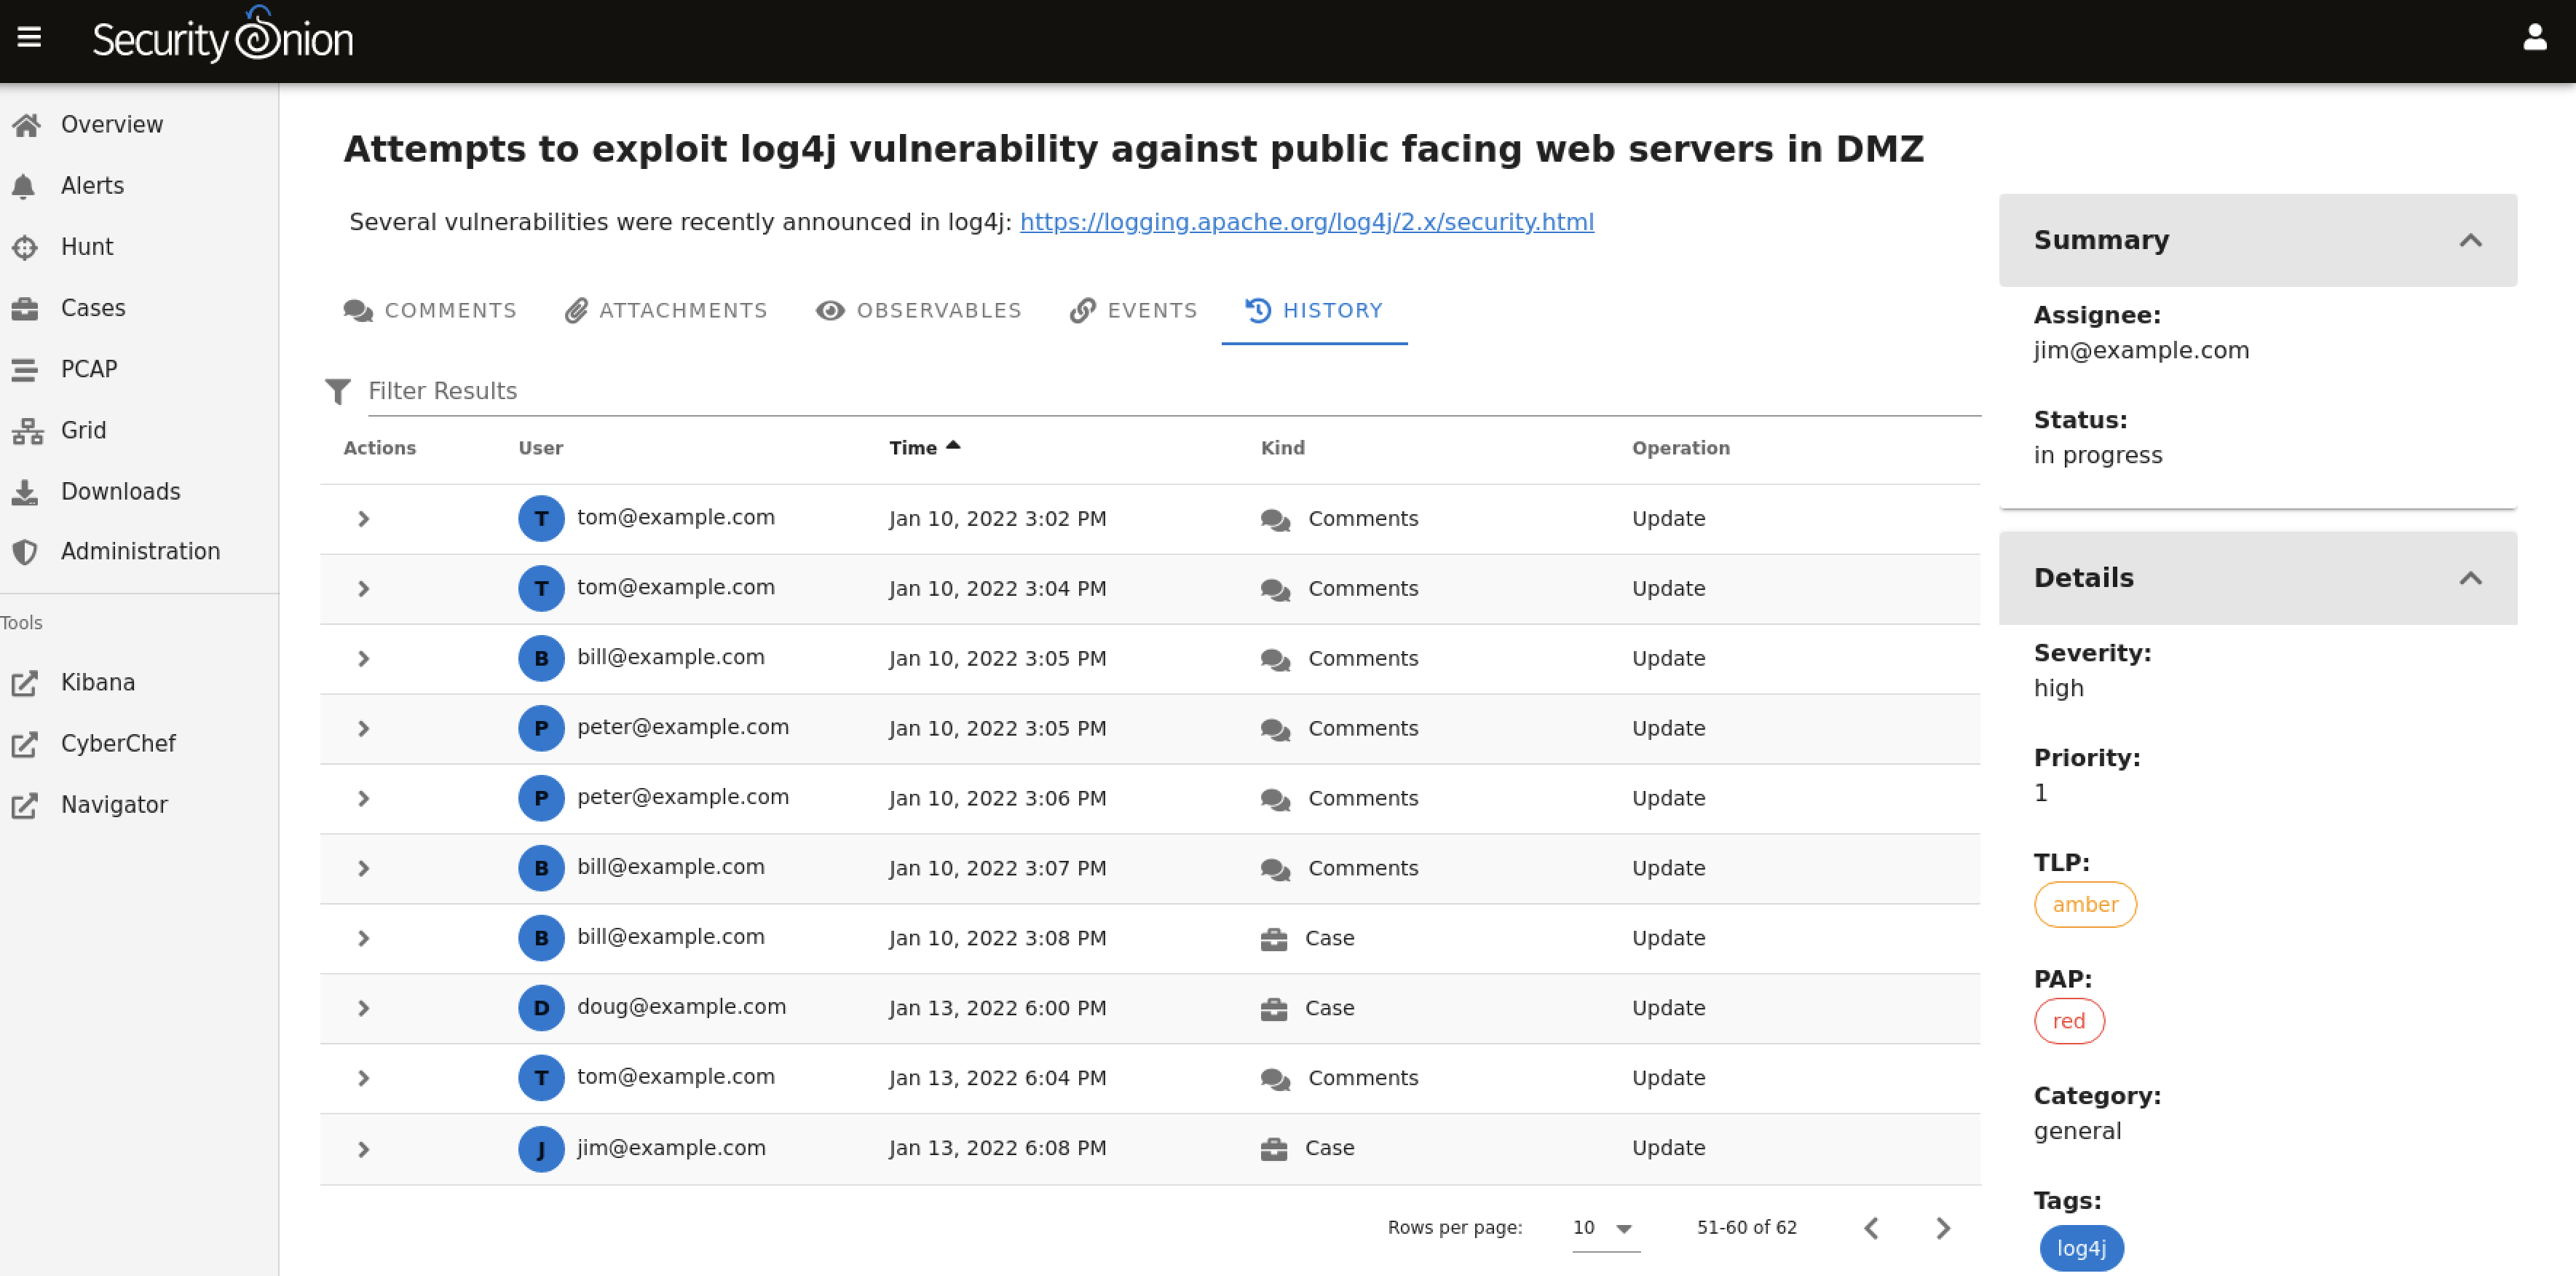 Security Onion
Overview
Alerts
Hunt
Cases
PCAP
Grid
Downloads
Administration
Tools
Kibana
CyberChef
Navigator
Attempts to exploit log4j vulnerability against public facing web servers in DMZ
Several vulnerabilities were recently announced in log4j: https://logging.apache.org/log4j/2.x/security.html
COMMENTS ATTACHMENTS OBSERVABLES EVENTS HISTORY
Filter Results
Actions User Time Kind Operation
T tom@example.com Jan 10, 2022 3:02 PM Comments Update
T tom@example.com Jan 10, 2022 3:04 PM Comments Update
B bill@example.com Jan 10, 2022 3:05 PM Comments Update
P peter@example.com Jan 10, 2022 3:05 PM Comments Update
P peter@example.com Jan 10, 2022 3:06 PM Comments Update
B bill@example.com Jan 10, 2022 3:07 PM Comments Update
B bill@example.com Jan 10, 2022 3:08 PM Case Update
D doug@example.com Jan 13, 2022 6:00 PM Case Update
T tom@example.com Jan 13, 2022 6:04 PM Comments Update
J jim@example.com Jan 13, 2022 6:08 PM Case Update
Rows per page: 10 51-60 of 62
Summary
Assignee:
jim@example.com
Status:
in progress
Details
Severity:
high
Priority:
1
TLP:
amber
PAP:
red
Category:
general
Tags:
log4j